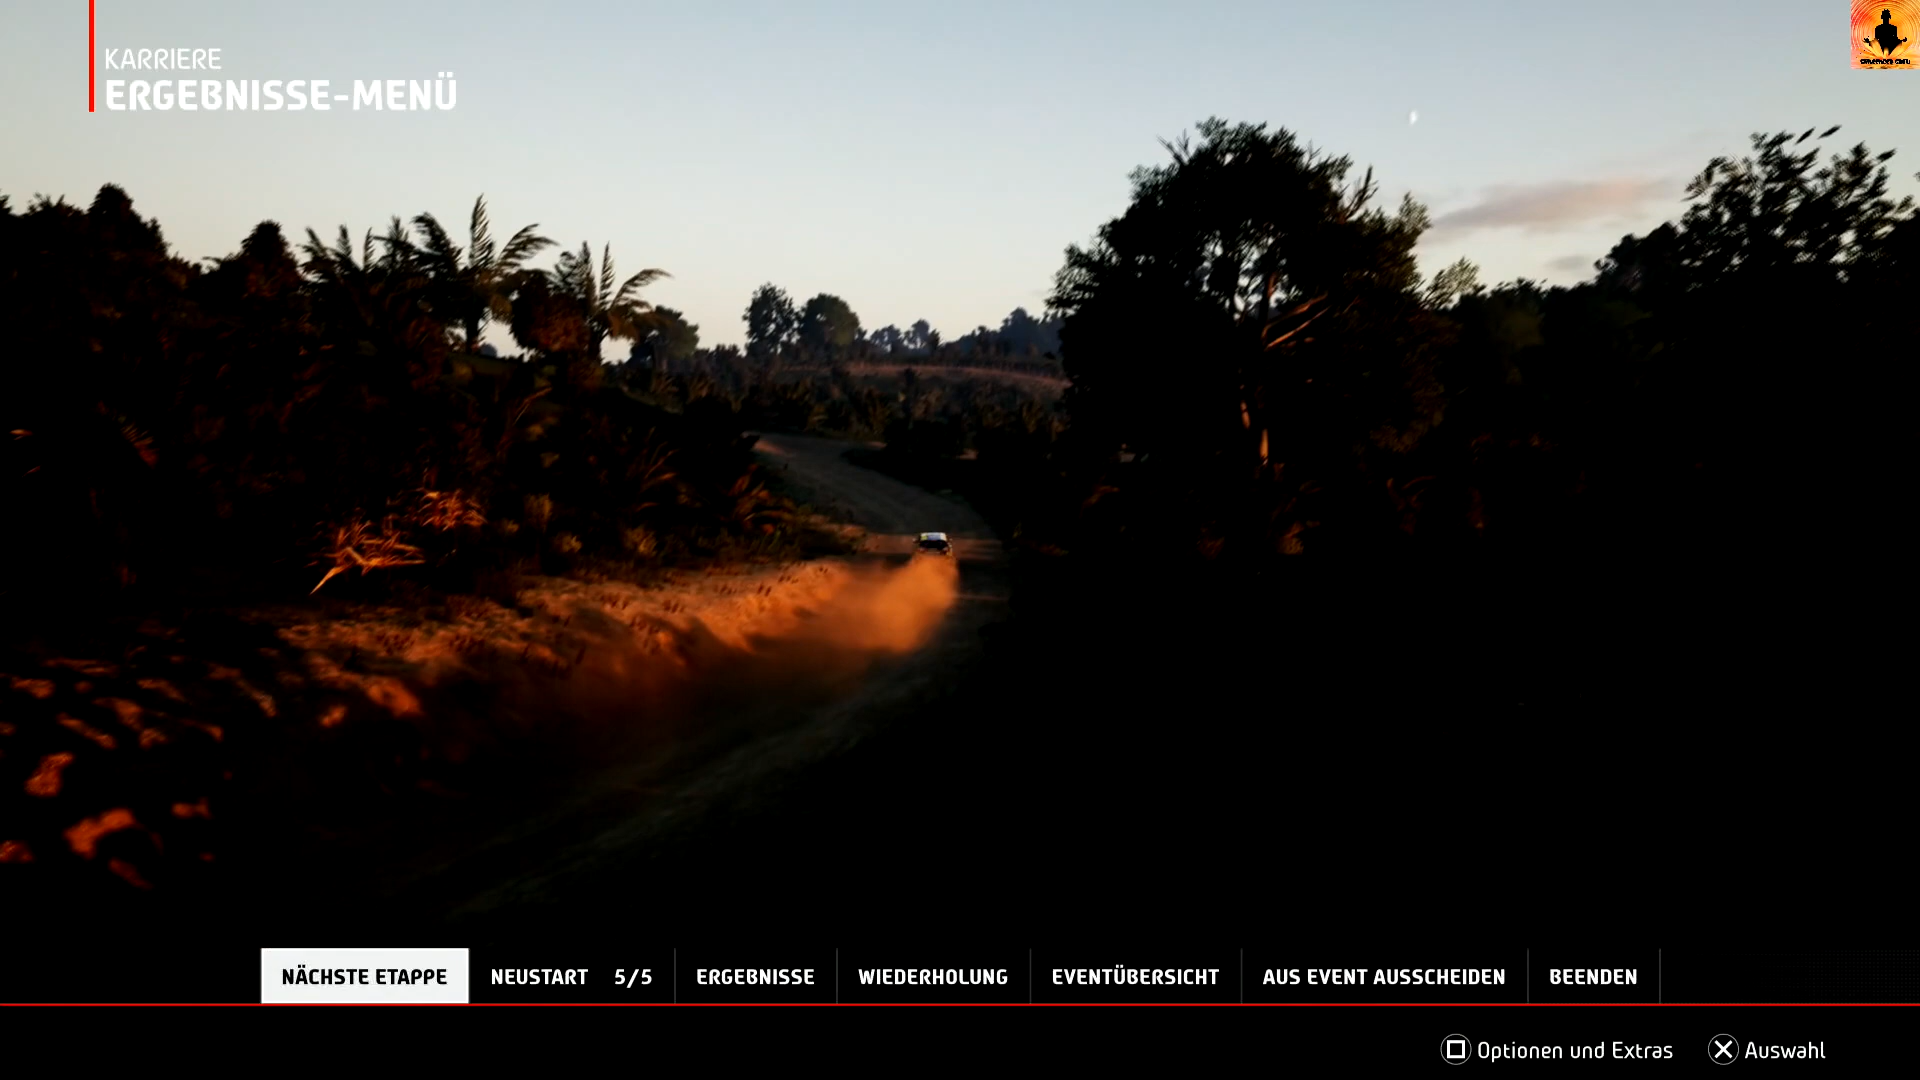 KARRIERE
ERGEBNISSE-MENÜ
NÄCHSTE ETAPPE
NEUSTART 5/5
ERGEBNISSE
WIEDERHOLUNG
EVENTÜBERSICHT
AUS EVENT AUSSCHEIDEN
BEENDEN
Optionen und Extras
Auswahl